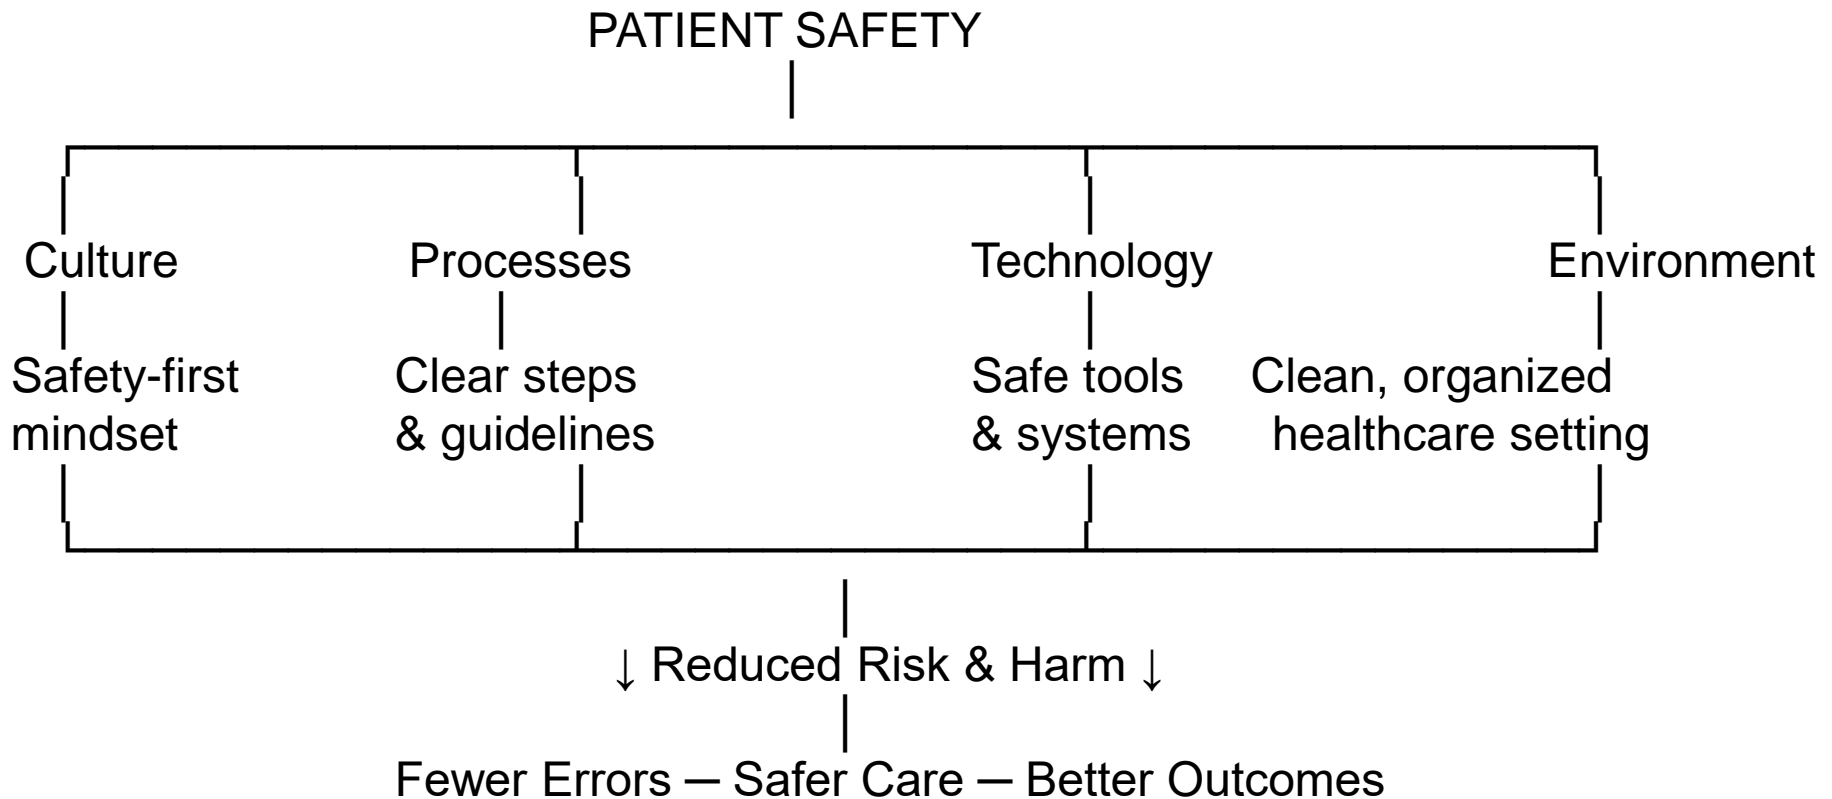 PATIENT SAFETY
Culture Processes Technology Environment
Safety-first Clear steps Safe tools Clean, organized
mindset & guidelines & systems healthcare setting
↓ Reduced Risk & Harm ↓
Fewer Errors — Safer Care — Better Outcomes